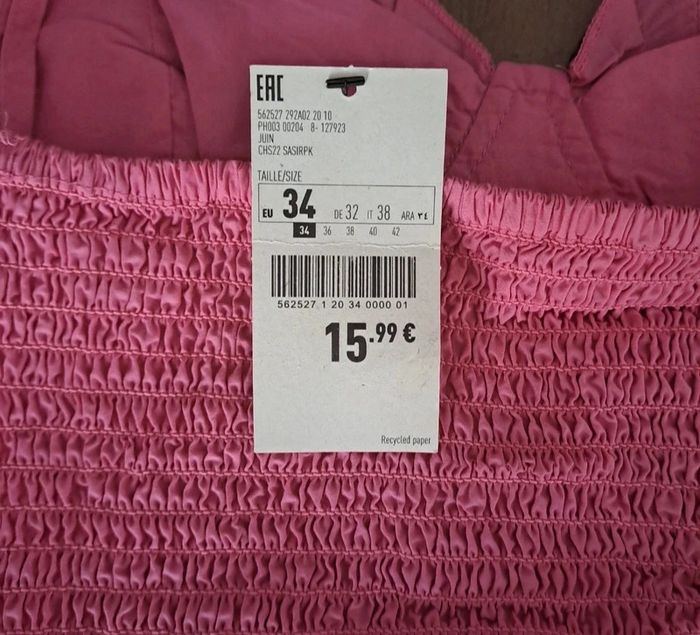 EAC
562527 292A02 20 10
PH003 00204 8- 127923
JUIN
CHS22 SASIRPK
TAILLE/SIZE
EU 34 DE 32 IT 38 ARA ٣٤
34 36 38 40 42
562527 1 20 34 0000 01
15.99 €
Recycled paper